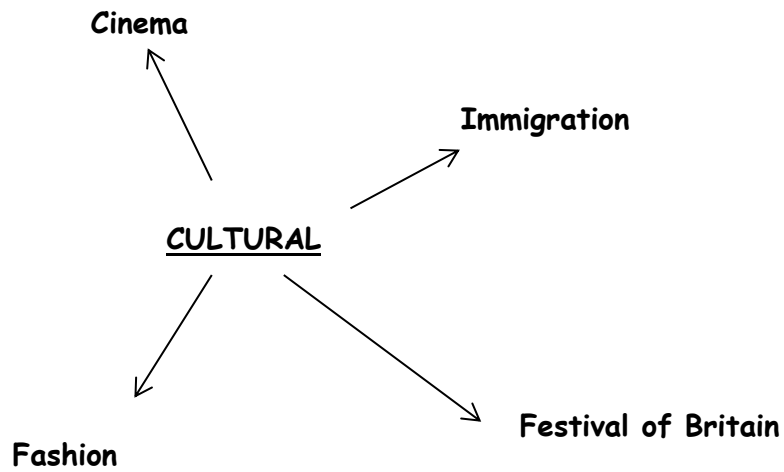 Cinema
Immigration
CULTURAL
Festival of Britain
Fashion